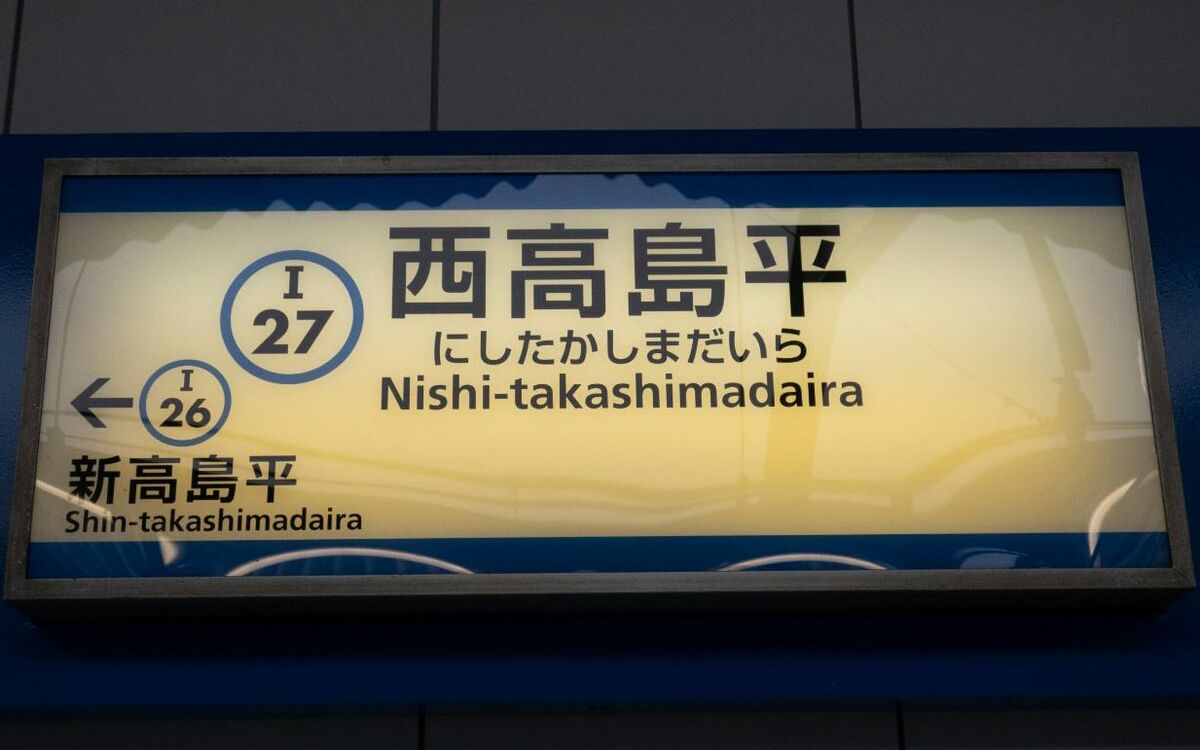 I
27
西高島平
にしたかしまだいら
Nishi-takashimadaira
←
I
26
新高島平
Shin-takashimadaira